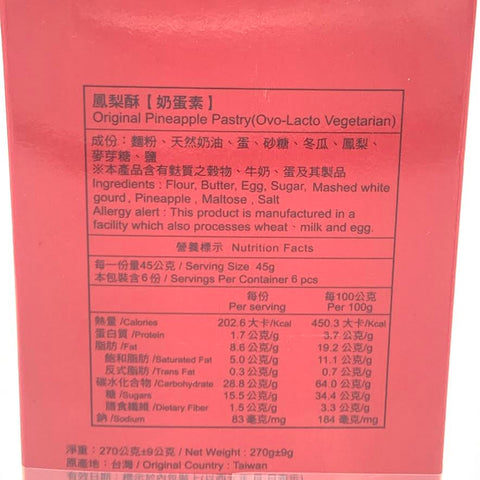 鳳梨酥【奶蛋素】
Original Pineapple Pastry(Ovo-Lacto Vegetarian)
成份：麵粉、天然奶油、蛋、砂糖、冬瓜、鳳梨、
麥芽糖、鹽
※本產品含有麩質之穀物、牛奶、蛋及其製品
Ingredients : Flour, Butter, Egg, Sugar, Mashed white
gourd, Pineapple , Maltose , Salt
Allergy alert : This product is manufactured in a
facility which also processes wheat, milk and egg.
營養標示 Nutrition Facts
每一份量45公克 / Serving Size 45g
本包裝含6份 / Servings Per Container 6 pcs
每份 每100公克
Per serving Per 100g
熱量 /Calories 202.6 大卡/Kcal 450.3 大卡/Kcal
蛋白質 /Protein 1.7 公克/g 3.7 公克/g
脂肪 /Fat 8.6 公克/g 19.2 公克/g
飽和脂肪 /Saturated Fat 5.0 公克/g 11.1 公克/g
反式脂肪 /Trans Fat 0.3 公克/g 0.7 公克/g
碳水化合物 /Carbohydrate 28.8 公克/g 64.0 公克/g
糖 /Sugars 15.5 公克/g 34.4 公克/g
膳食纖維 /Dietary Fiber 1.5 公克/g 3.3 公克/g
鈉 /Sodium 83 毫克/mg 184 毫克/mg
淨重：270公克±9公克 / Net Weight : 270g±9g
原產地：台灣 / Original Country : Taiwan
有效日期：